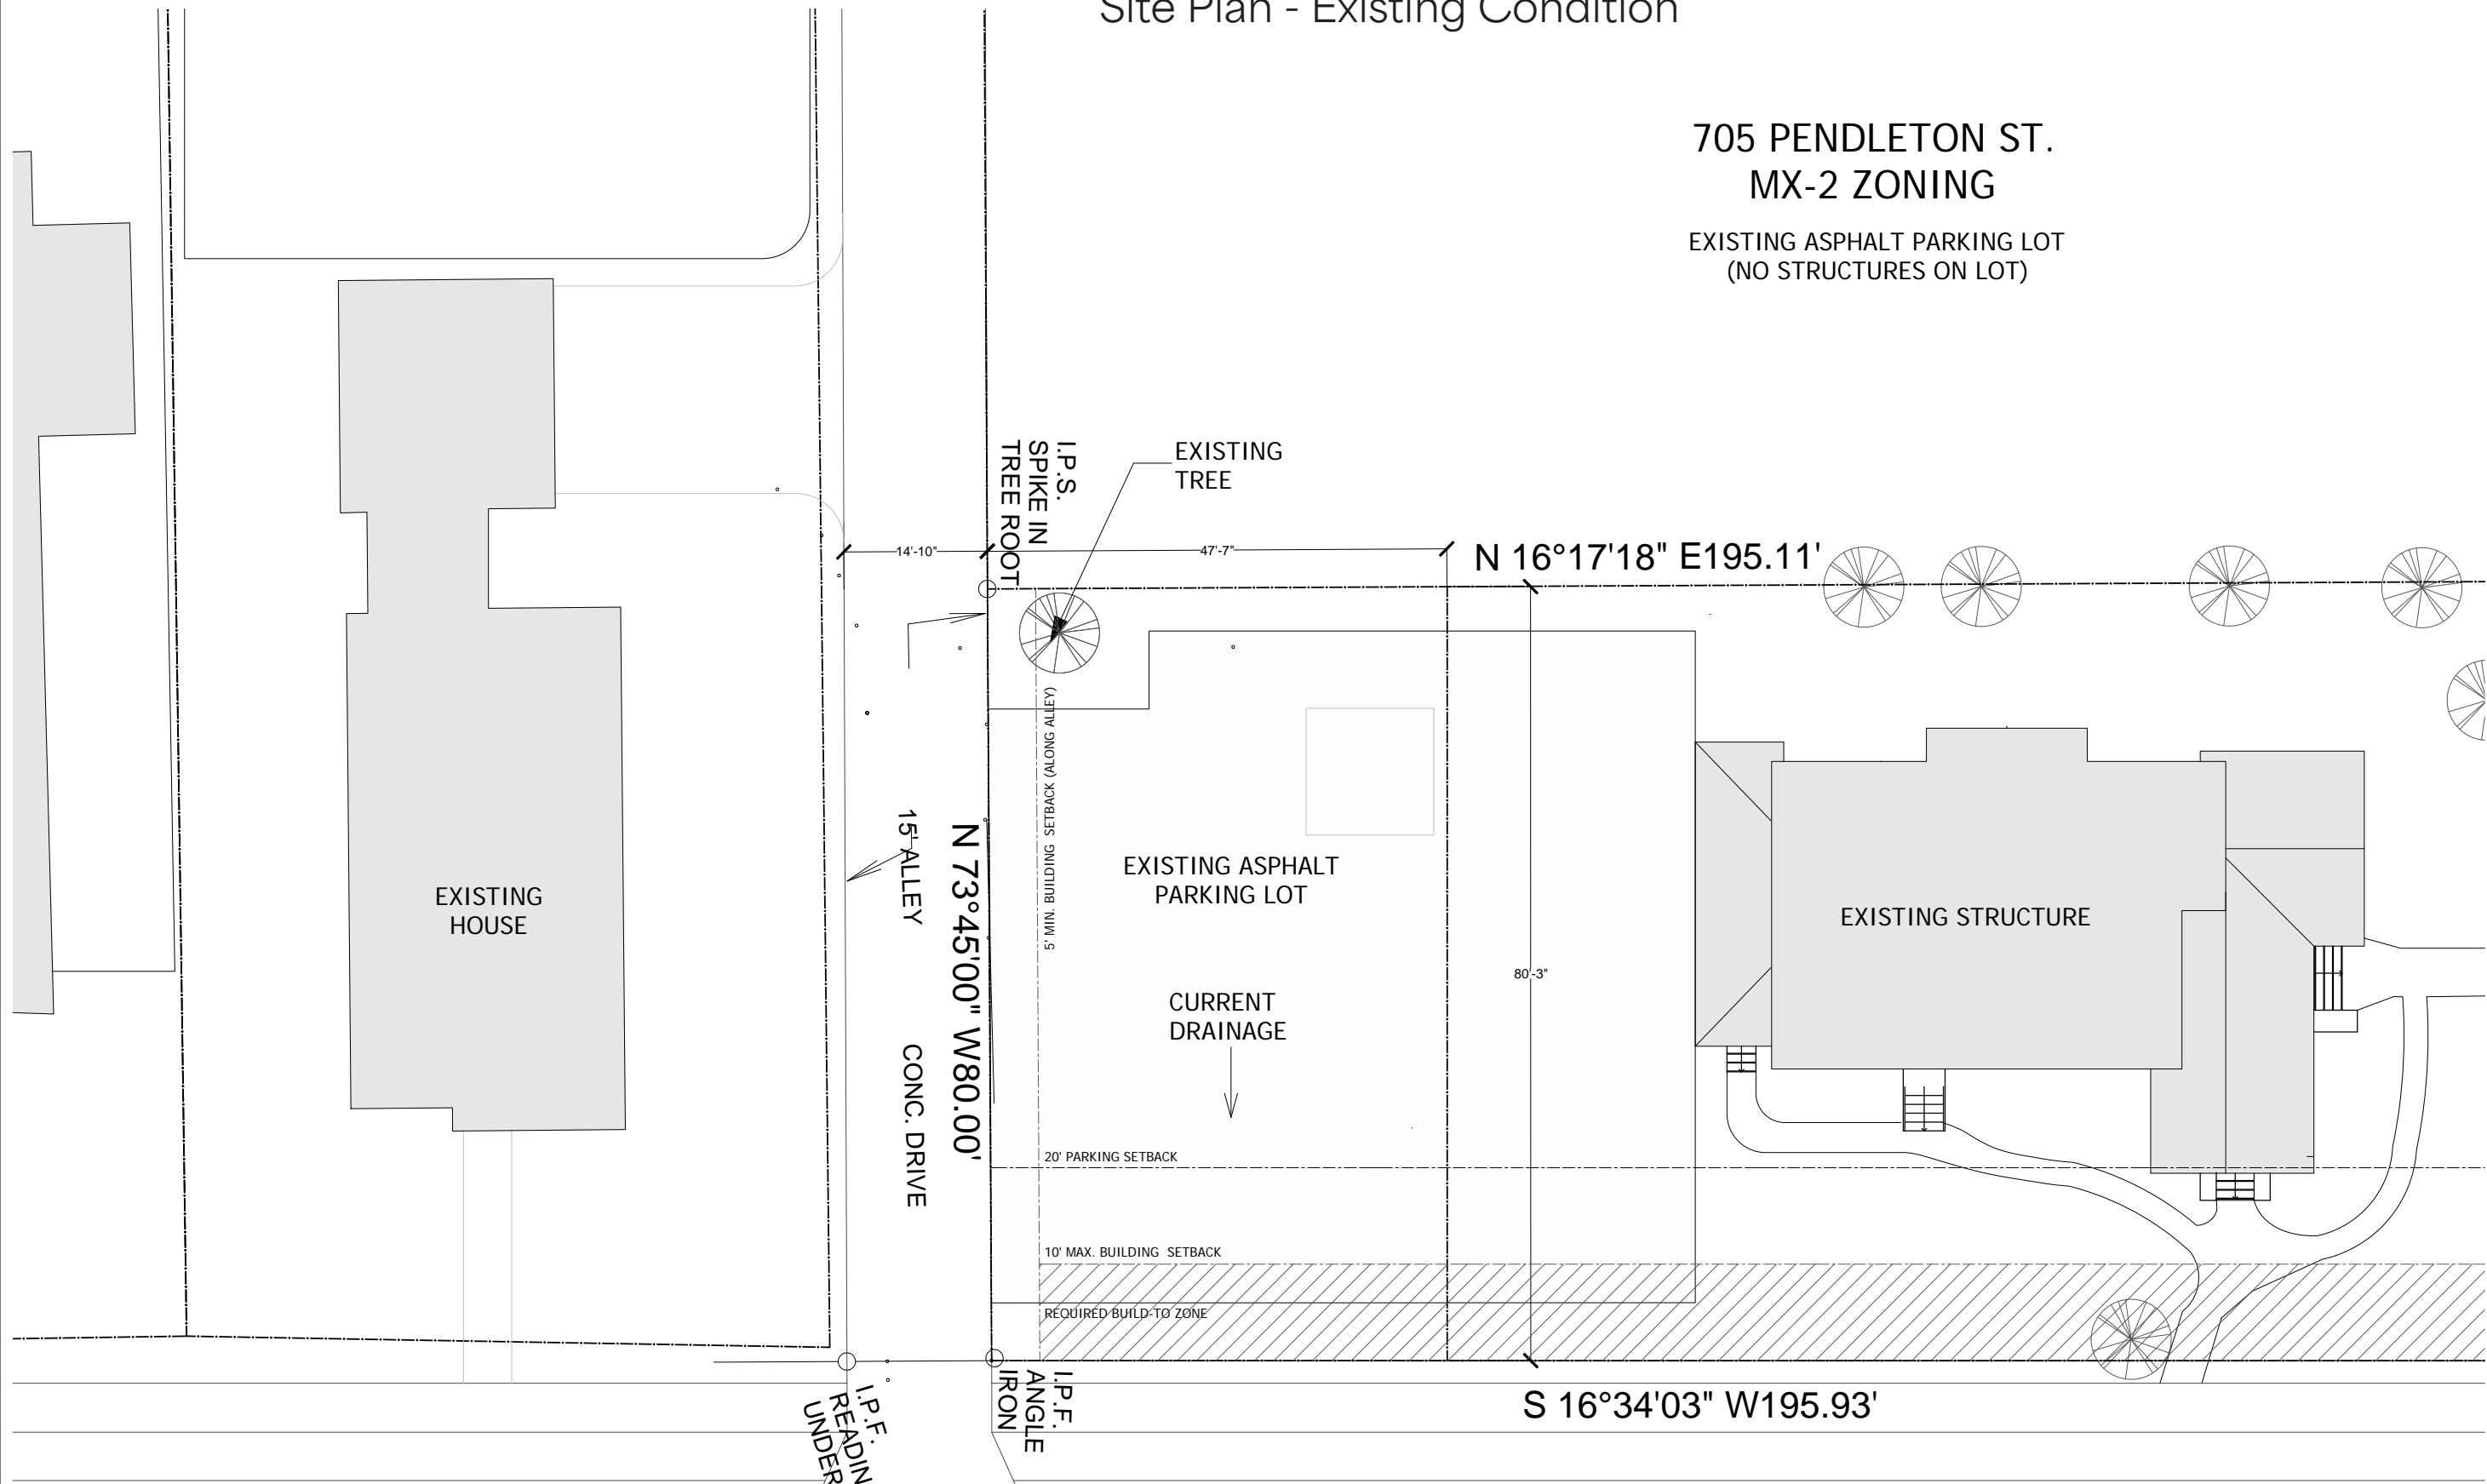 Site Plan - Existing Condition
705 PENDLETON ST.
MX-2 ZONING
EXISTING ASPHALT PARKING LOT
(NO STRUCTURES ON LOT)
I.P.S.
SPIKE IN
TREE ROOT
EXISTING
TREE
14'-10"
47'-7"
N 16°17'18" E195.11'
5' MIN. BUILDING SETBACK (ALONG ALLEY)
15' ALLEY
N 73°45'00" W80.00'
CONC. DRIVE
EXISTING
HOUSE
EXISTING ASPHALT
PARKING LOT
EXISTING STRUCTURE
80'-3"
CURRENT
DRAINAGE
20' PARKING SETBACK
10' MAX. BUILDING SETBACK
REQUIRED BUILD-TO ZONE
I.P.F.
ANGLE
IRON
I.P.F.
READIN
UNDER
S 16°34'03" W195.93'